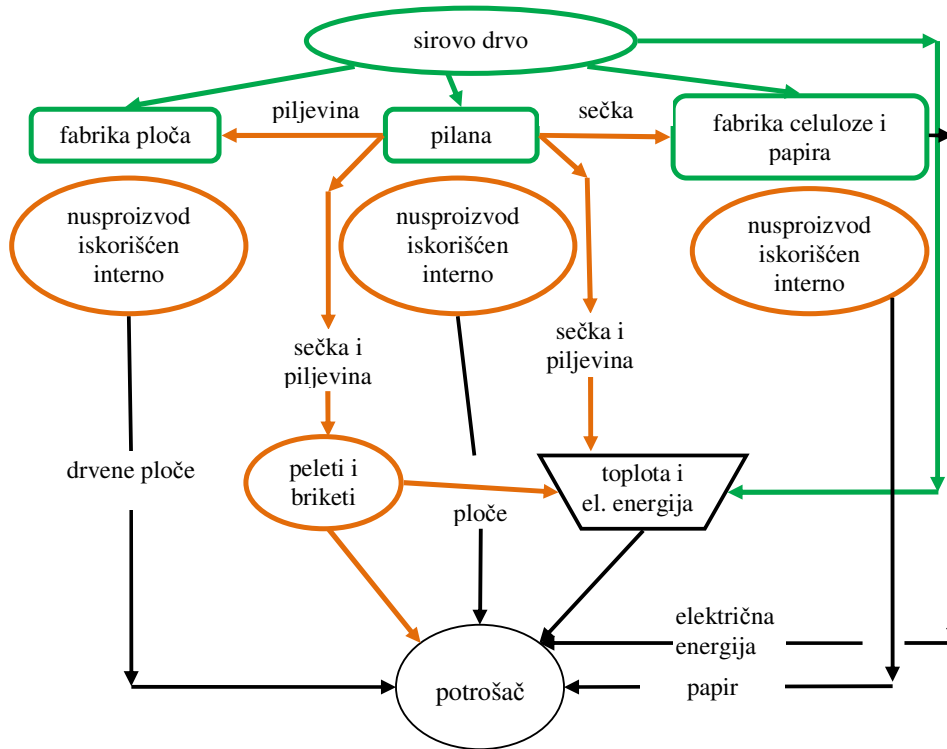 sirovo drvo
piljevina
sečka
fabrika ploča
pilana
fabrika celuloze i
papira
nusproizvod
iskorišćen
interno
nusproizvod
iskorišćen
interno
nusproizvod
iskorišćen
interno
sečka i
piljevina
sečka i
piljevina
drvene ploče
peleti i
briketi
ploče
toplota i
el. energija
električna
energija
potrošač
papir